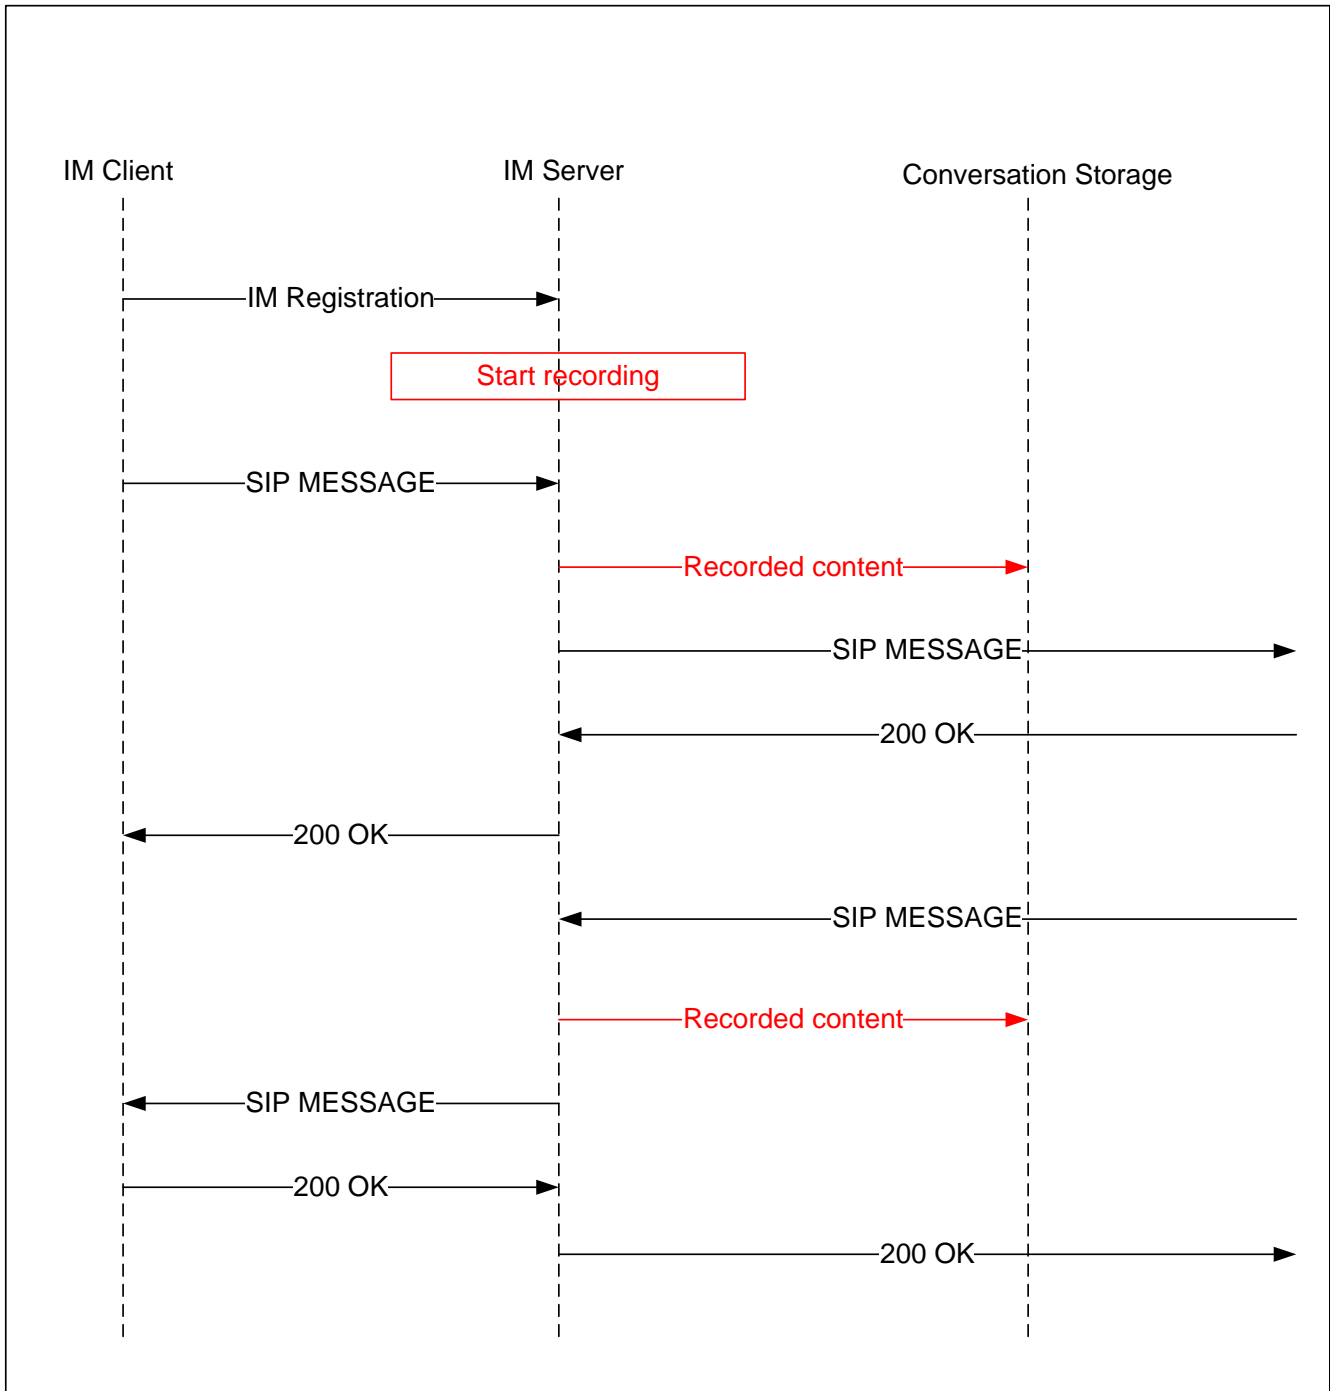 IM Client
IM Server
Conversation Storage
IM Registration
Start recording
SIP MESSAGE
Recorded content
SIP MESSAGE
200 OK
200 OK
SIP MESSAGE
Recorded content
SIP MESSAGE
200 OK
200 OK